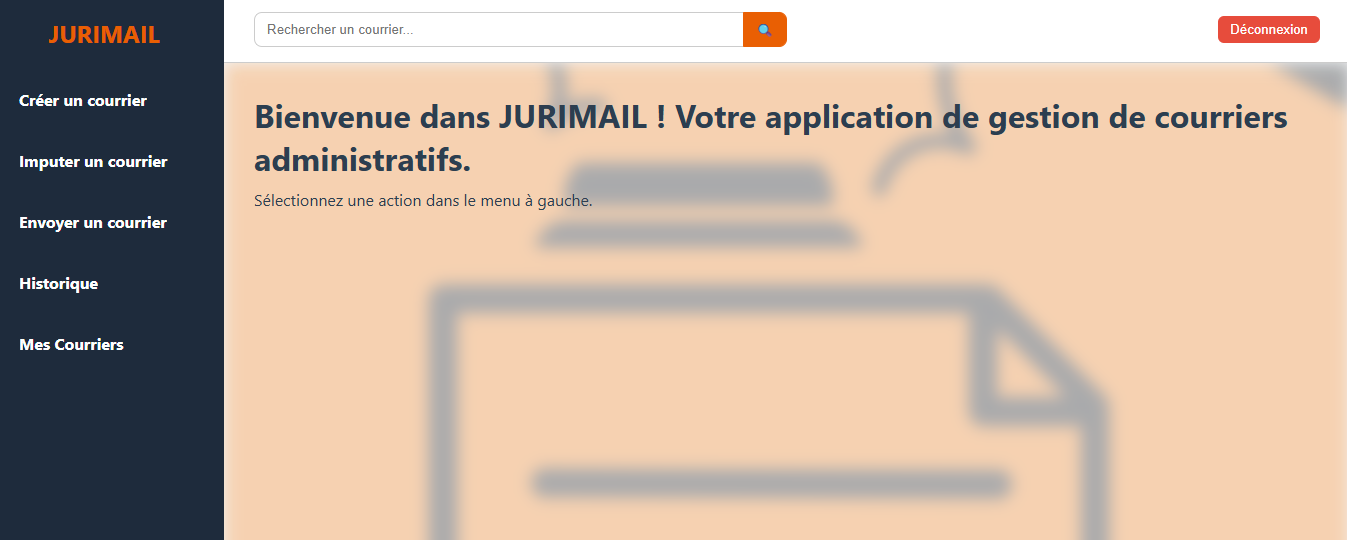 JURIMAIL
Créer un courrier
Imputer un courrier
Envoyer un courrier
Historique
Mes Courriers
Rechercher un courrier...
Déconnexion
Bienvenue dans JURIMAIL ! Votre application de gestion de courriers
administratifs.
Sélectionnez une action dans le menu à gauche.